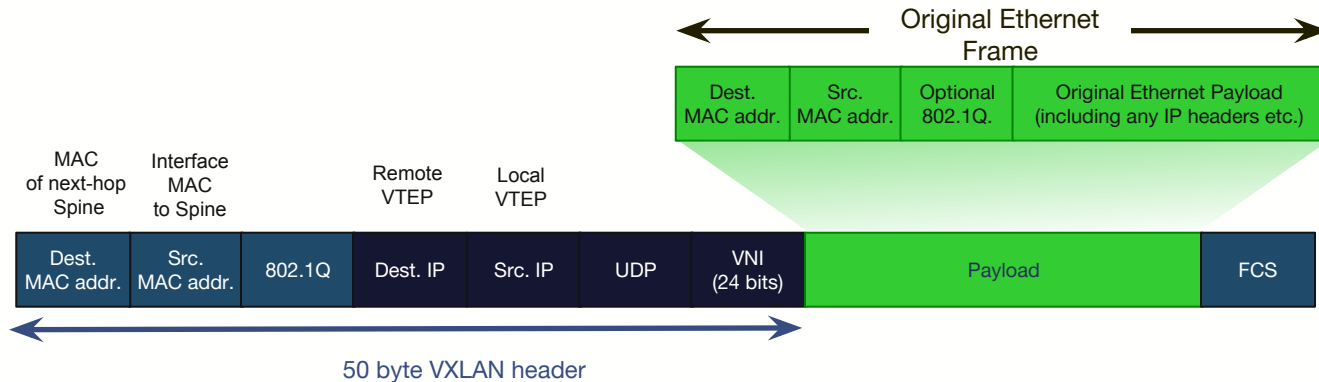 Original Ethernet
Frame
Dest.
MAC addr.
Src.
MAC addr.
Optional
802.1Q.
Original Ethernet Payload
(including any IP headers etc.)
MAC
of next-hop
Spine
Interface
MAC
to Spine
Remote
VTEP
Local
VTEP
Dest.
MAC addr.
Src.
MAC addr.
802.1Q
Dest. IP
Src. IP
UDP
VNI
(24 bits)
Payload
FCS
50 byte VXLAN header